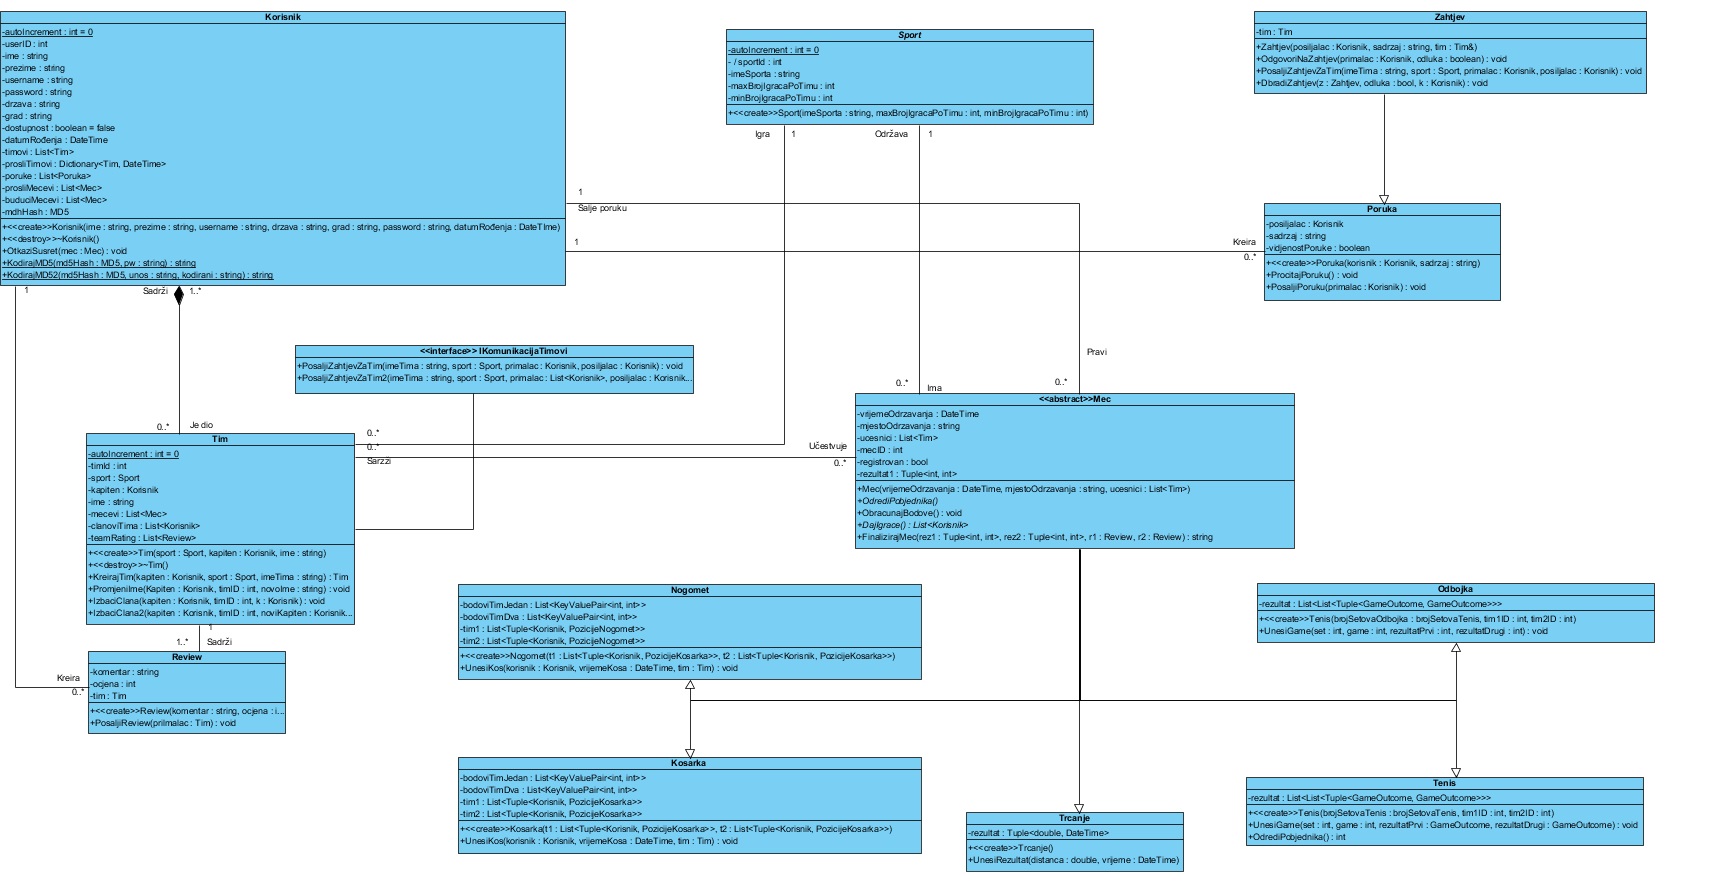 Korisnik
-autoIncrement : int = 0
-userID : int
-ime : string
-prezime : string
-username : string
-password : string
-drzava : string
-grad : string
-dostupnost : boolean = false
-datumRođenja : DateTime
-timovi : List<Tim>
-prosliTimovi : Dictionary<Tim, DateTime>
-poruke : List<Poruka>
-prosliMecevi : List<Mec>
-buduciMecevi : List<Mec>
-mdhHash : MD5
+<<create>>Korisnik(ime : string, prezime : string, username : string, drzava : string, grad : string, password : string, datumRođenja : DateTIme)
+<<destroy>>~Korisnik()
+OtkaziSusret(mec : Mec) : void
+KodirajMD5(md5Hash : MD5, pw : string) : string
+KodirajMD52(md5Hash : MD5, unos : string, kodirani : string) : string
Sport
-autoIncrement : int = 0
- / sportId : int
-imeSporta : string
-maxBrojIgracaPoTimu : int
-minBrojIgracaPoTimu : int
+<<create>>Sport(imeSporta : string, maxBrojIgracaPoTimu : int, minBrojIgracaPoTimu : int)
Zahtjev
-tim : Tim
+Zahtjev(posiljalac : Korisnik, sadrzaj : string, tim : Tim&)
+OdgovoriNaZahtjev(primalac : Korisnik, odluka : boolean) : void
+PosaljiZahtjevZaTim(imeTima : string, sport : Sport, primalac : Korisnik, posiljalac : Korisnik) : void
+ObradiZahtjev(z : Zahtjev, odluka : bool, k : Korisnik) : void
Igra 1
Održava 1
1
Salje poruku
1
Kreira
0..*
Poruka
-posiljalac : Korisnik
-sadrzaj : string
-vidjenostPoruke : boolean
+<<create>>Poruka(korisnik : Korisnik, sadrzaj : string)
+ProcitajPoruku() : void
+PosaljiPoruku(primalac : Korisnik) : void
1
Sadrži 1..*
<<interface>> IKomunikacijaTimovi
+PosaljiZahtjevZaTim(imeTima : string, sport : Sport, primalac : Korisnik, posiljalac : Korisnik) : void
+PosaljiZahtjevZaTim2(imeTima : string, sport : Sport, primalac : List<Korisnik>, posiljalac : Korisnik...
Pravi
0..* Ima
0..*
<<abstract>>Mec
-vrijemeOdrzavanja : DateTime
-mjestoOdrzavanja : string
-ucesnici : List<Tim>
-mecID : int
-registrovan : bool
-rezultat1 : Tuple<int, int>
+Mec(vrijemeOdrzavanja : DateTime, mjestoOdrzavanja : string, ucesnici : List<Tim>)
+OdrediPobjednika()
+ObracunajBodove() : void
+DajIgrace() : List<Korisnik>
+FinalizirajMec(rez1 : Tuple<int, int>, rez2 : Tuple<int, int>, r1 : Review, r2 : Review) : string
0..* Je dio
0..*
0..*
Sarzzi
Učestvuje
0..*
Tim
-autoIncrement : int = 0
-timId : int
-sport : Sport
-kapiten : Korisnik
-ime : string
-mecevi : List<Mec>
-clanoviTima : List<Korisnik>
-teamRating : List<Review>
+<<create>>Tim(sport : Sport, kapiten : Korisnik, ime : string)
+<<destroy>>~Tim()
+KreirajTim(kapiten : Korisnik, sport : Sport, imeTima : string) : Tim
+PromjeniIme(Kapiten : Korisnik, timID : int, novoIme : string) : void
+IzbaciClana(kapiten : Korisnik, timID : int, k : Korisnik) : void
+IzbaciClana2(kapiten : Korisnik, timID : int, noviKapiten : Korisnik...
1
1..* Sadrži
Kreira
0..*
Review
-komentar : string
-ocjena : int
-tim : Tim
+<<create>>Review(komentar : string, ocjena : i...
+PosaljiReview(prilmalac : Tim) : void
Nogomet
-bodoviTimJedan : List<KeyValuePair<int, int>>
-bodoviTimDva : List<KeyValuePair<int, int>>
-tim1 : List<Tuple<Korisnik, PozicijeNogomet>>
-tim2 : List<Tuple<Korisnik, PozicijeNogomet>>
+<<create>>Nogomet(t1 : List<Tuple<Korisnik, PozicijeKosarka>>, t2 : List<Tuple<Korisnik, PozicijeKosarka>>)
+UnesiKos(korisnik : Korisnik, vrijemeKosa : DateTime, tim : Tim) : void
Odbojka
-rezultat : List<List<Tuple<GameOutcome, GameOutcome>>>
+<<create>>Tenis(brojSetovaOdbojka : brojSetovaTenis, tim1ID : int, tim2ID : int)
+UnesiGame(set : int, game : int, rezultatPrvi : int, rezultatDrugi : int) : void
Kosarka
-bodoviTimJedan : List<KeyValuePair<int, int>>
-bodoviTimDva : List<KeyValuePair<int, int>>
-tim1 : List<Tuple<Korisnik, PozicijeKosarka>>
-tim2 : List<Tuple<Korisnik, PozicijeKosarka>>
+<<create>>Kosarka(t1 : List<Tuple<Korisnik, PozicijeKosarka>>, t2 : List<Tuple<Korisnik, PozicijeKosarka>>)
+UnesiKos(korisnik : Korisnik, vrijemeKosa : DateTime, tim : Tim) : void
Trcanje
-rezultat : Tuple<double, DateTime>
+<<create>>Trcanje()
+UnesiRezultat(distanca : double, vrijeme : DateTime)
Tenis
-rezultat : List<List<Tuple<GameOutcome, GameOutcome>>>
+<<create>>Tenis(brojSetovaTenis : brojSetovaTenis, tim1ID : int, tim2ID : int)
+UnesiGame(set : int, game : int, rezultatPrvi : GameOutcome, rezultatDrugi : GameOutcome) : void
+OdrediPobjednika() : int